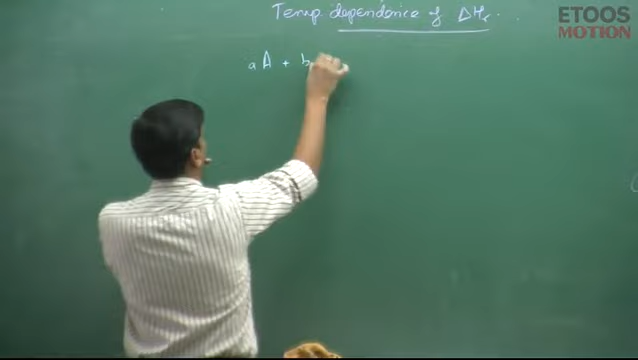 Temp. dependence of ΔHr.
ETOOS
MOTION
aA + b